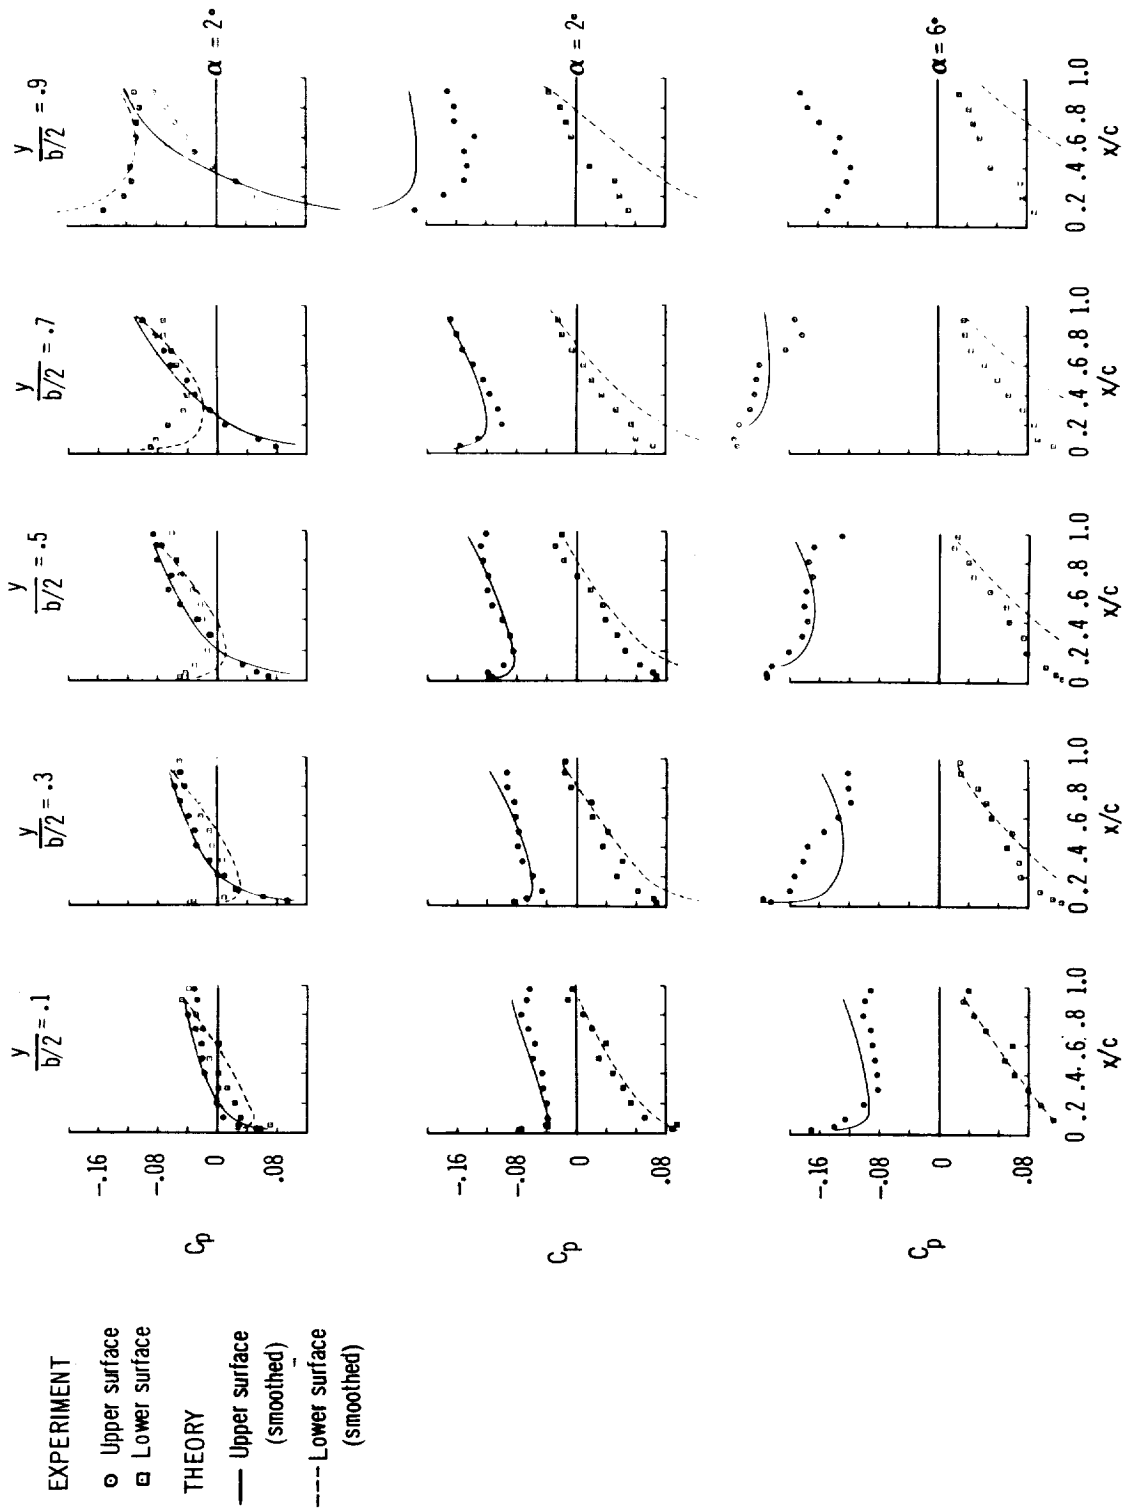 EXPERIMENT
Upper surface
Lower surface
THEORY
Upper surface
(smoothed)
Lower surface
(smoothed)
y
b/2 = .1
y
b/2 = .3
y
b/2 = .5
y
b/2 = .7
y
b/2 = .9
Cp
-.16
-.08
0
.08
α = 2°
Cp
-.16
-.08
0
.08
α = 2°
Cp
-.16
-.08
0
.08
α = 6°
0 .2 .4 .6 .8 1.0
x/c
0 .2 .4 .6 .8 1.0
x/c
0 .2 .4 .6 .8 1.0
x/c
0 .2 .4 .6 .8 1.0
x/c
0 .2 .4 .6 .8 1.0
x/c